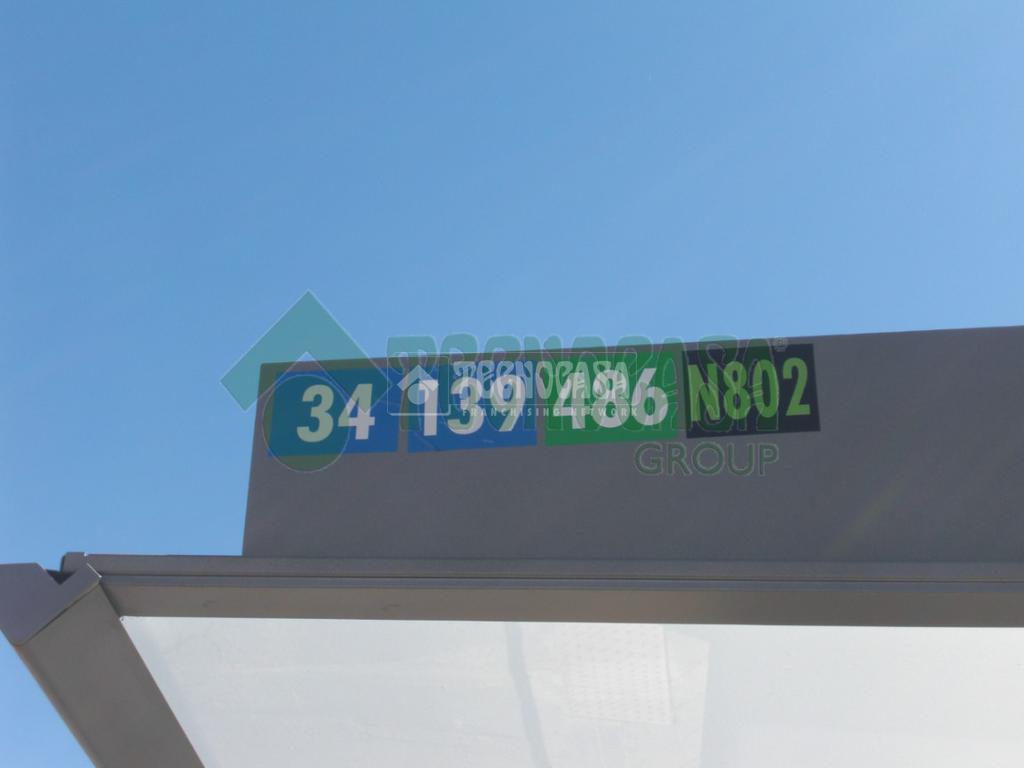 34 139 486 N802
TECNOCASA®
FRANCHISING NETWORK
GROUP